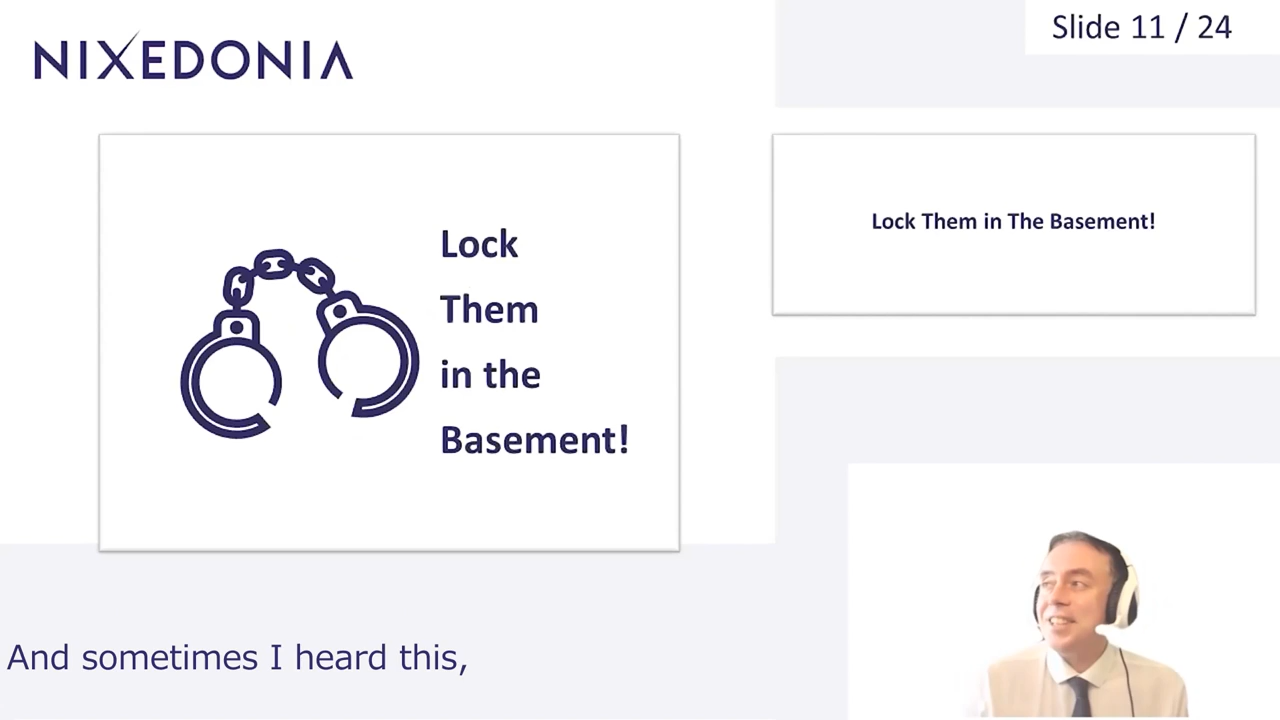 NIXEDONIA
Slide 11 / 24
Lock
Them
in the
Basement!
Lock Them in The Basement!
And sometimes I heard this,